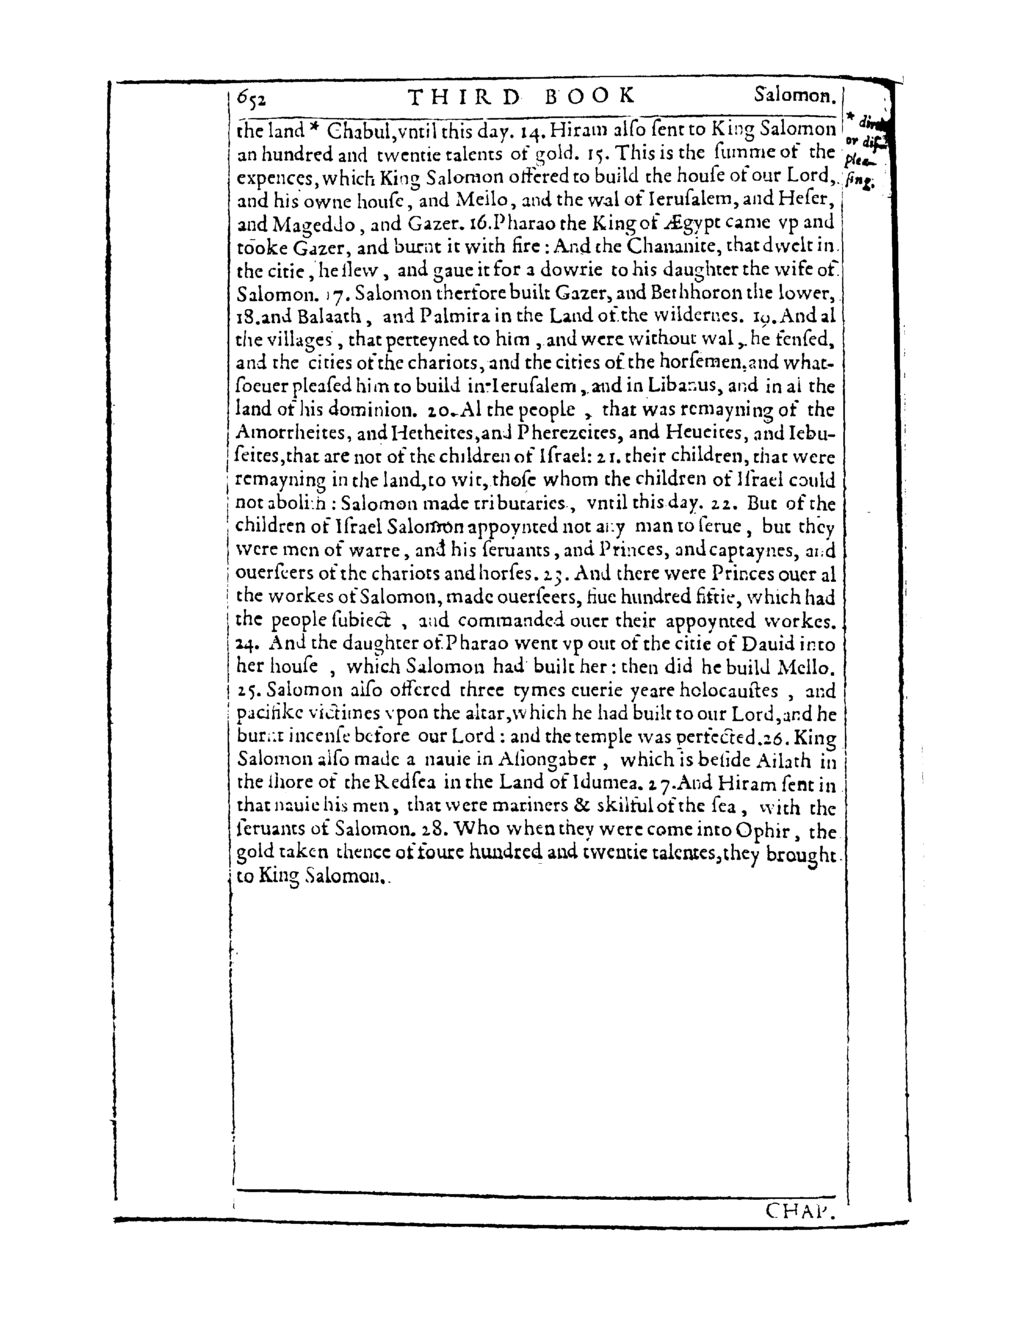 652 THIRD BOOK Salomon.
the land * Chabul, vntil this day. 14. Hiram alſo ſent to King Salomon
an hundred and twentie talents of gold. 15. This is the ſumme of the
expences, which King Salomon offered to build the houſe of our Lord,
and his owne houſe, and Mello, and the wal of Ieruſalem, and Heſer,
and Mageddo, and Gazer. 16. Pharao the King of Ægypt came vp and
tooke Gazer, and burnt it with fire: And the Chananite, that dwelt in
the citie, he ſlew, and gaue it for a dowrie to his daughter the wife of
Salomon. 17. Salomon therfore built Gazer, and Bethhoron the lower,
18. and Balaath, and Palmira in the Land of the wildernes. 19. And al
the villages, that perteyned to him, and were without wal, he fenſed,
and the cities of the chariots, and the cities of the horſemen, and what-
ſoeuer pleaſed him to build in Ieruſalem, and in Libanus, and in al the
land of his dominion. 20. Al the people, that was remayning of the
Amorrheites, and Hetheites, and Pherezeites, and Heueites, and Iebu-
ſeites, that are not of the children of Iſrael: 21. their children, that were
remayning in the land, to wit, thoſe whom the children of Iſrael could
not aboliſh: Salomon made tributaries, vntil this day. 22. But of the
children of Iſrael Salomon appoynted not any man to ſerue, but they
were men of warre, and his ſeruants, and Princes, and captaynes, and
ouerſeers of the chariots and horſes. 23. And there were Princes ouer al
the workes of Salomon, made ouerſeers, fiue hundred fiftie, which had
the people ſubiect, and commanded ouer their appoynted workes.
24. And the daughter of Pharao went vp out of the citie of Dauid into
her houſe, which Salomon had built her: then did he build Mello.
25. Salomon alſo offered three tymes euerie yeare holocauſtes, and
pacifike victimes vpon the altar, which he had built to our Lord, and he
burnt incenſe before our Lord: and the temple was perfected. 26. King
Salomon alſo made a nauie in Aſiongaber, which is beſide Ailath in
the ſhore of the Redſea in the Land of Idumea. 27. And Hiram ſent in
that nauie his men, that were mariners & skilful of the ſea, with the
ſeruants of Salomon. 28. Who when they were come into Ophir, the
gold taken thence of foure hundred and twentie talentes, they brought
to King Salomon.
*
or diſ-
plea-
ſing.
CHAP.